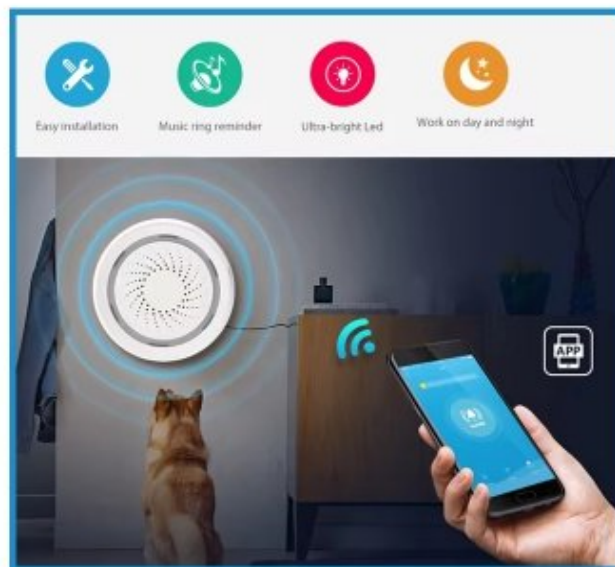 Easy installation
Music ring reminder
Ultra-bright Led
Work on day and night
APP